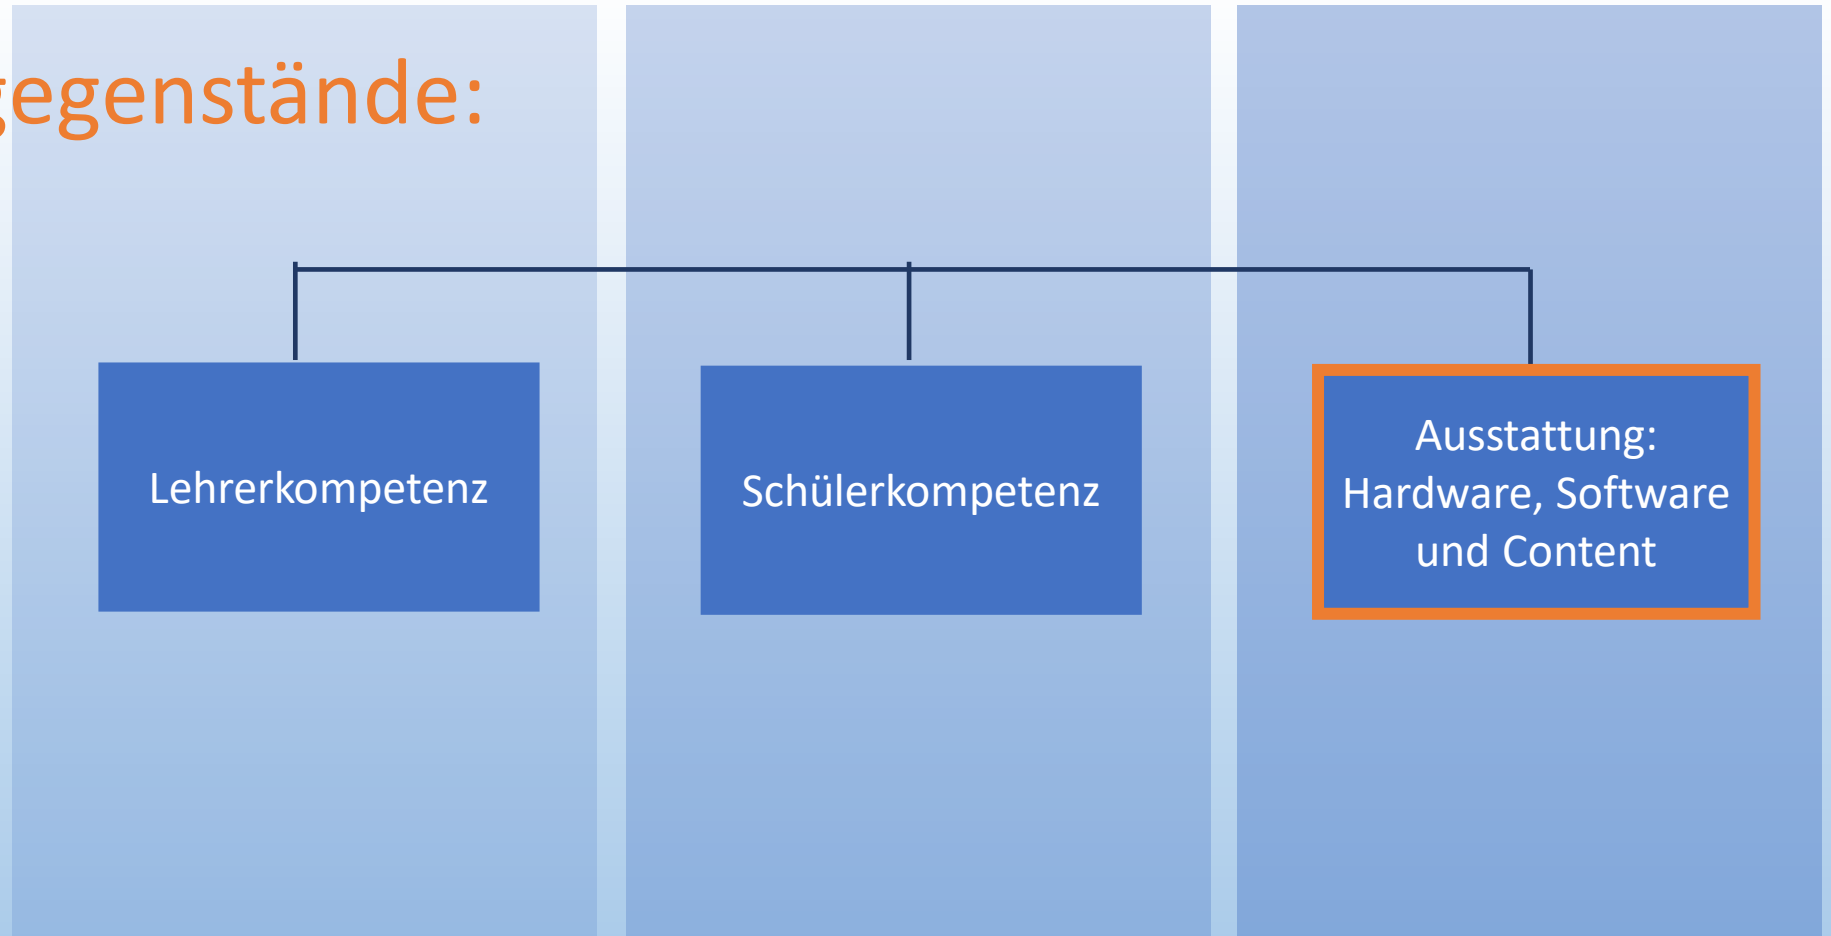 gegenstände:
Lehrerkompetenz
Schülerkompetenz
Ausstattung:
Hardware, Software
und Content